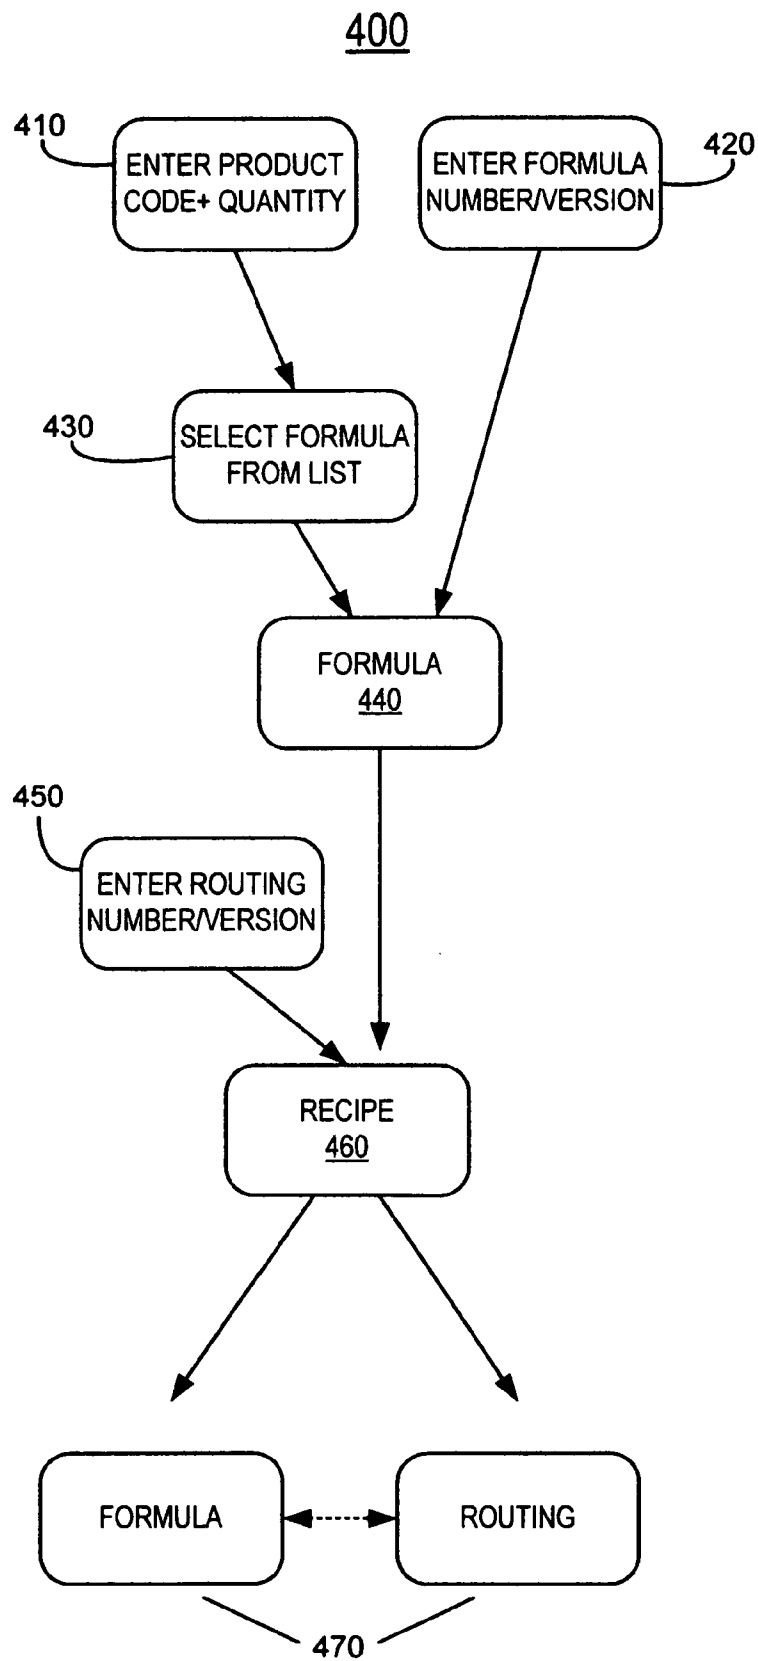 400
410
ENTER PRODUCT
CODE+ QUANTITY
ENTER FORMULA
NUMBER/VERSION
420
430
SELECT FORMULA
FROM LIST
FORMULA
440
450
ENTER ROUTING
NUMBER/VERSION
RECIPE
460
FORMULA
ROUTING
470